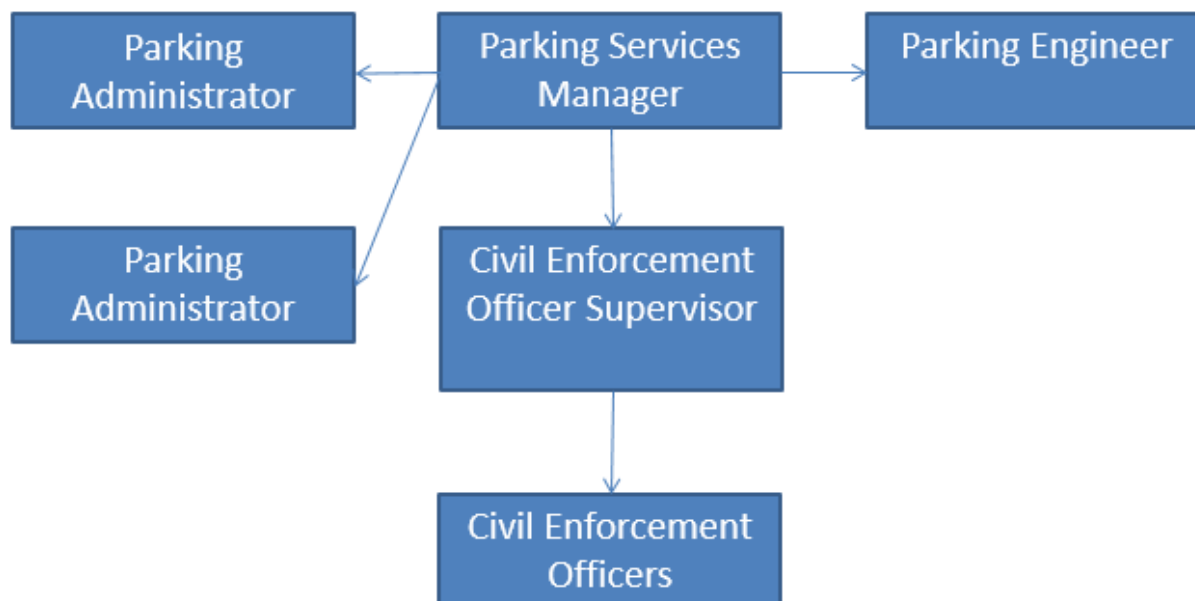 Parking
Administrator
Parking Services
Manager
Parking Engineer
Parking
Administrator
Civil Enforcement
Officer Supervisor
Civil Enforcement
Officers